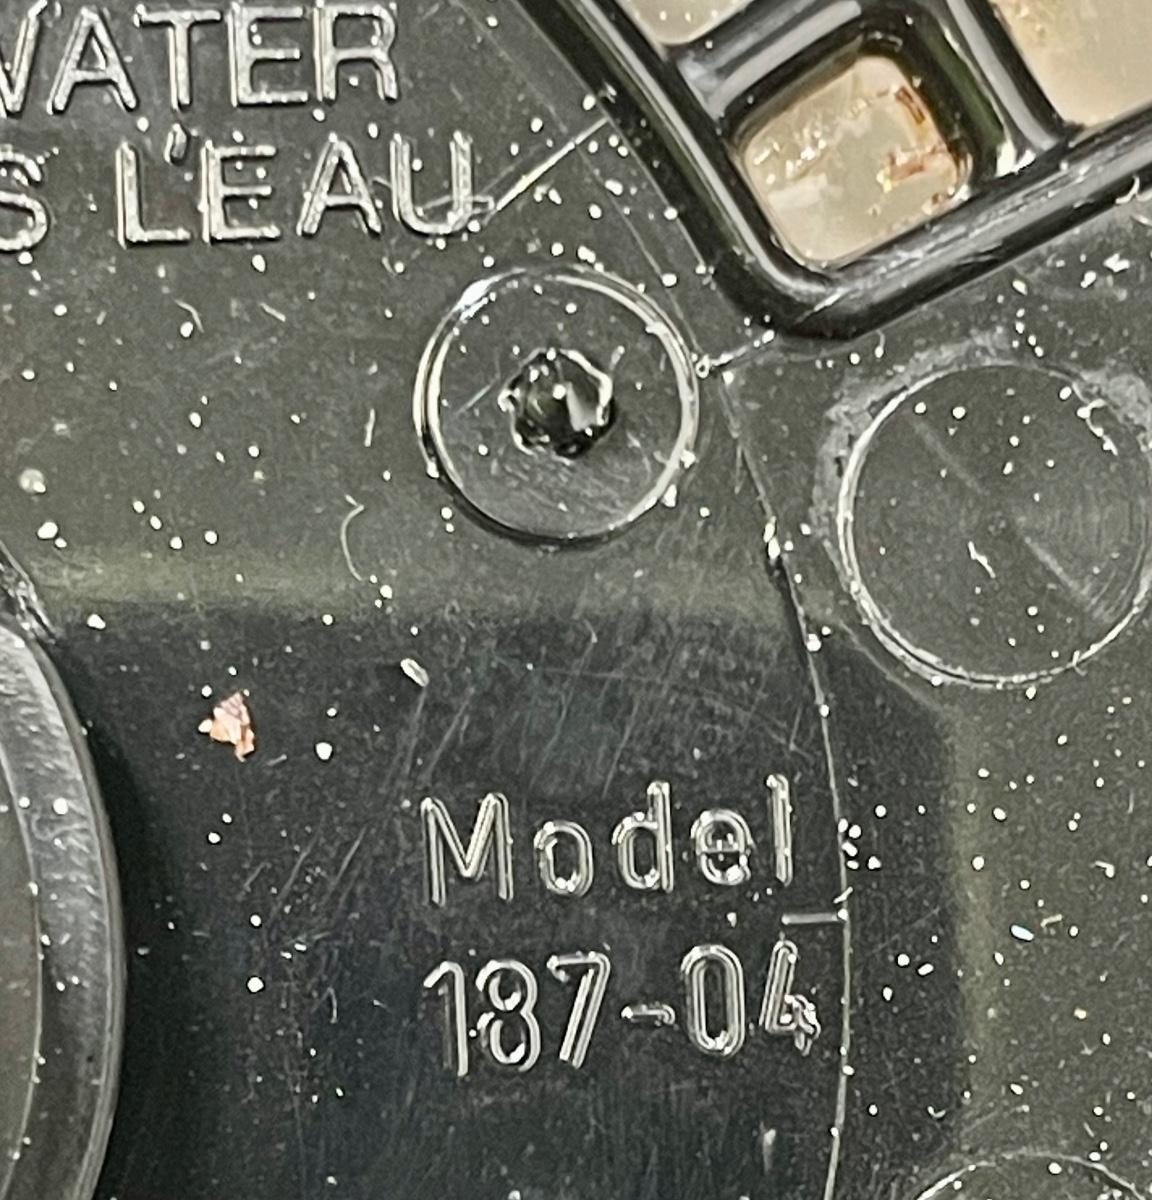 WATER
S L'EAU
Model
187-04